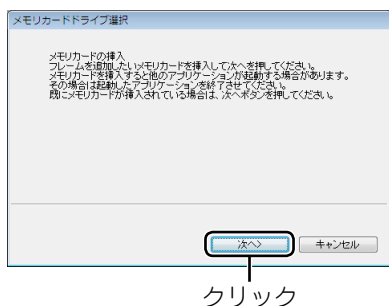 メモリカードドライブ選択
メモリカードの挿入
フレームを追加したいメモリカードを挿入して次へを押してください。
メモリカードを挿入すると他のアプリケーションが起動する場合があります。
その場合は起動したアプリケーションを終了させてください。
既にメモリカードが挿入されている場合は、次へボタンを押してください。
次へ>
キャンセル
クリック